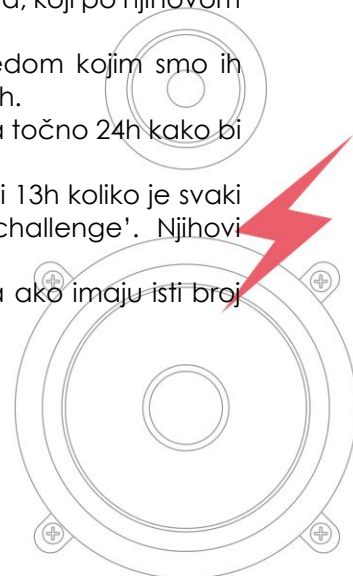 koji po njihovom
edom kojim smo ih
h.
točno 24h kako bi
i 13h koliko je svaki
challenge’. Njihovi
ako imaju isti broj